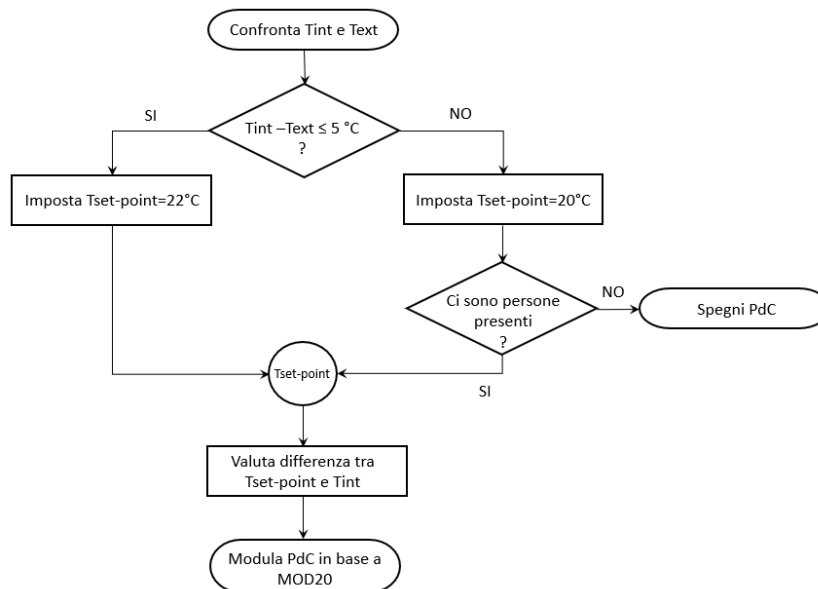 Confronta Tint e Text
Tint –Text ≤ 5 °C
?
SI
NO
Imposta Tset-point=22°C
Imposta Tset-point=20°C
Ci sono persone
presenti
?
NO
Spegni PdC
SI
Tset-point
Valuta differenza tra
Tset-point e Tint
Modula PdC in base a
MOD20